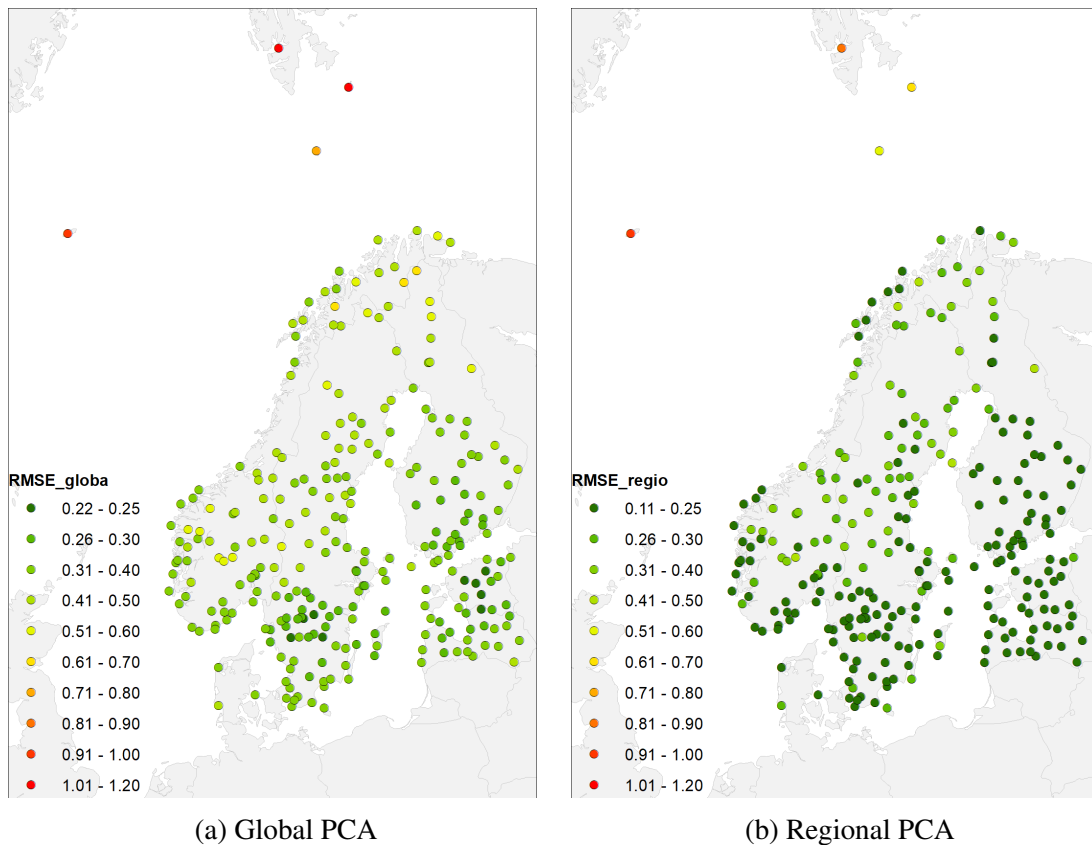 RMSE_globa
0.22 - 0.25
0.26 - 0.30
0.31 - 0.40
0.41 - 0.50
0.51 - 0.60
0.61 - 0.70
0.71 - 0.80
0.81 - 0.90
0.91 - 1.00
1.01 - 1.20
(a) Global PCA
RMSE_regio
0.11 - 0.25
0.26 - 0.30
0.31 - 0.40
0.41 - 0.50
0.51 - 0.60
0.61 - 0.70
0.71 - 0.80
0.81 - 0.90
0.91 - 1.00
1.01 - 1.20
(b) Regional PCA